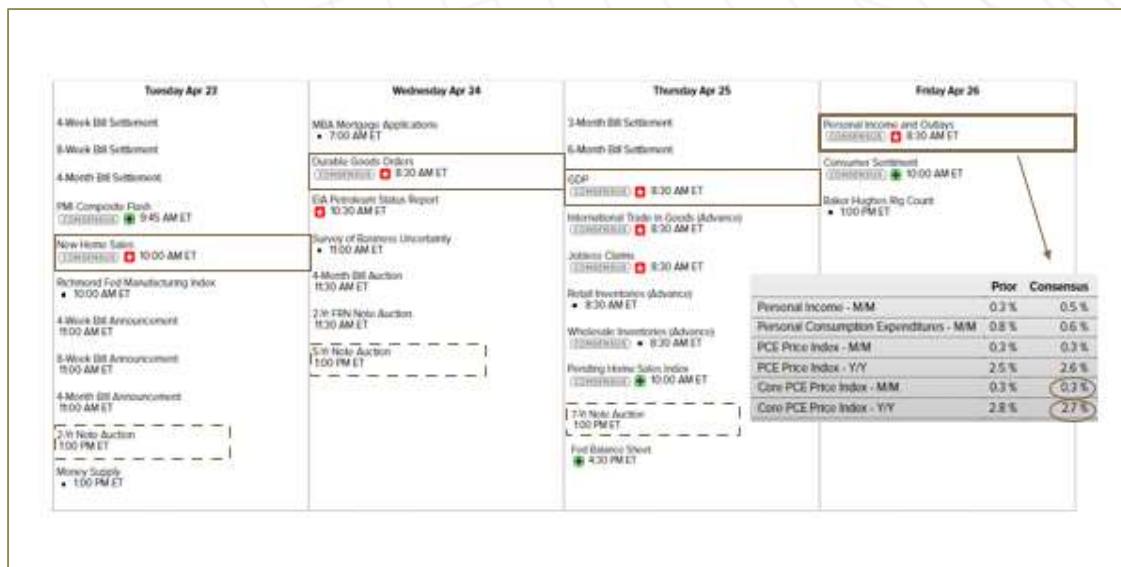 Tuesday Apr 23
4-Week Bill Settlement
8-Week Bill Settlement
4-Month Bill Settlement
PMI Composite Flash
CONSENSUS 9:45 AM ET
New Home Sales
CONSENSUS 10:00 AM ET
Richmond Fed Manufacturing Index
10:00 AM ET
4-Week Bill Announcement
11:00 AM ET
8-Week Bill Announcement
11:00 AM ET
4-Month Bill Announcement
11:00 AM ET
2-Yr Note Auction
1:00 PM ET
Money Supply
1:00 PM ET
Wednesday Apr 24
MBA Mortgage Applications
7:00 AM ET
Durable Goods Orders
CONSENSUS 8:30 AM ET
EIA Petroleum Status Report
10:30 AM ET
Survey of Business Uncertainty
11:00 AM ET
4-Month Bill Auction
11:30 AM ET
2-Yr FRN Note Auction
11:30 AM ET
5-Yr Note Auction
1:00 PM ET
Thursday Apr 25
3-Month Bill Settlement
6-Month Bill Settlement
GDP
CONSENSUS 8:30 AM ET
International Trade in Goods (Advance)
CONSENSUS 8:30 AM ET
Jobless Claims
CONSENSUS 8:30 AM ET
Retail Inventories (Advance)
8:30 AM ET
Wholesale Inventories (Advance)
CONSENSUS 8:30 AM ET
Pending Home Sales Index
CONSENSUS 10:00 AM ET
7-Yr Note Auction
1:00 PM ET
Fed Balance Sheet
4:30 PM ET
Friday Apr 26
Personal Income and Outlays
CONSENSUS 8:30 AM ET
Consumer Sentiment
CONSENSUS 10:00 AM ET
Baker Hughes Rig Count
1:00 PM ET
Prior Consensus
Personal Income - M/M 0.3 % 0.5 %
Personal Consumption Expenditures - M/M 0.8 % 0.6 %
PCE Price Index - M/M 0.3 % 0.3 %
PCE Price Index - Y/Y 2.5 % 2.6 %
Core PCE Price Index - M/M 0.3 % 0.3 %
Core PCE Price Index - Y/Y 2.8 % 2.7 %